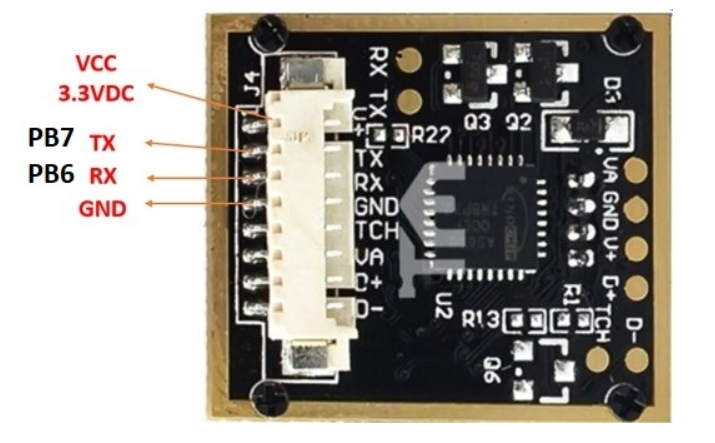 VCC
3.3VDC
PB7 TX
PB6 RX
GND
J4
RX TX
V+
TX
RX
GND
TCH
VA
D+
D-
R22
Q3 Q2
U2
R13
R1
Q6
VA GND V+ D+ D-
TCH